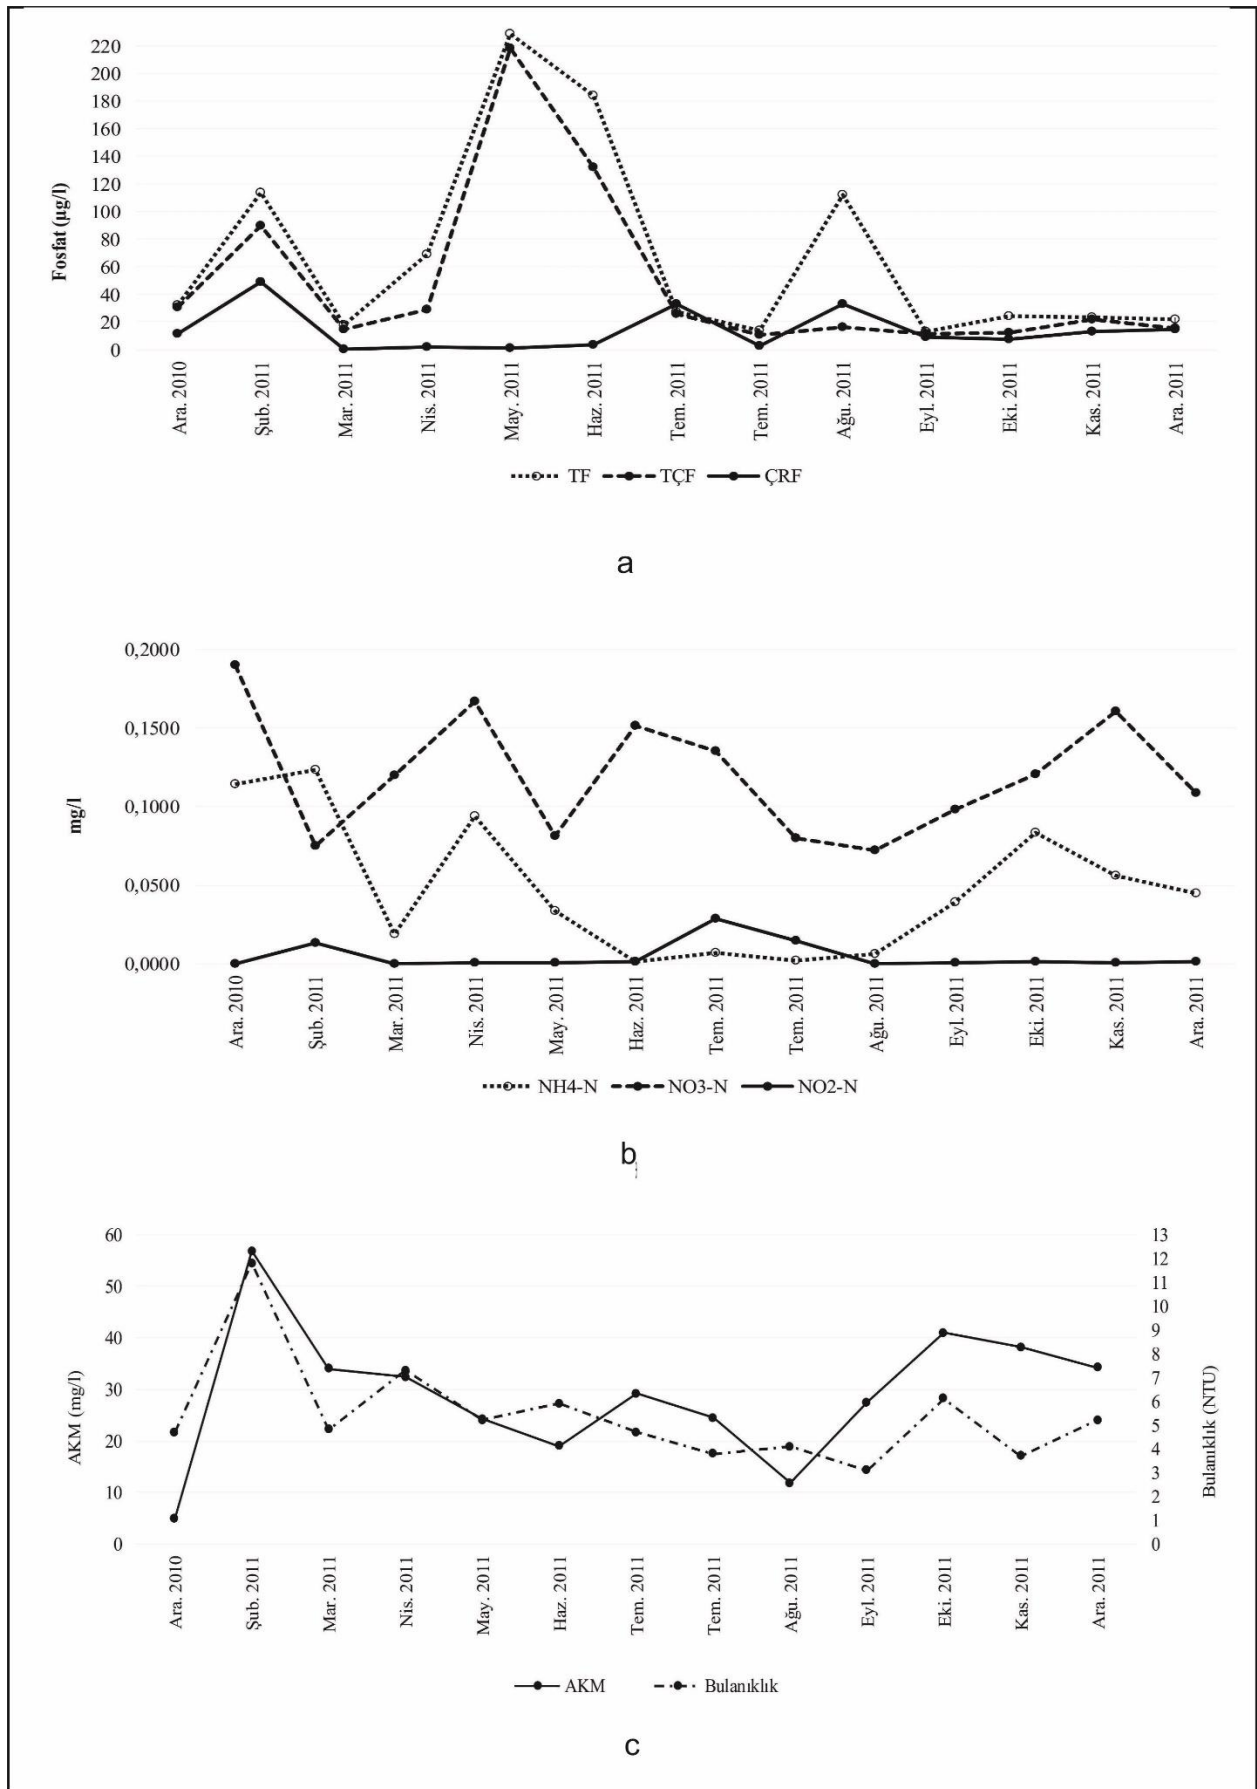 220
200
180
160
140
120
100
80
60
40
20
0
Fosfat (µg/l)
Ara. 2010
Şub. 2011
Mar. 2011
Nis. 2011
May. 2011
Haz. 2011
Tem. 2011
Tem. 2011
Ağu. 2011
Eyl. 2011
Eki. 2011
Kas. 2011
Ara. 2011
TF TÇF ÇRF
a
0,2000
0,1500
0,1000
0,0500
0,0000
mg/l
Ara. 2010
Şub. 2011
Mar. 2011
Nis. 2011
May. 2011
Haz. 2011
Tem. 2011
Tem. 2011
Ağu. 2011
Eyl. 2011
Eki. 2011
Kas. 2011
Ara. 2011
NH4-N NO3-N NO2-N
b
60
50
40
30
20
10
0
AKM (mg/l)
13
12
11
10
9
8
7
6
5
4
3
2
1
0
Bulanıklık (NTU)
Ara. 2010
Şub. 2011
Mar. 2011
Nis. 2011
May. 2011
Haz. 2011
Tem. 2011
Tem. 2011
Ağu. 2011
Eyl. 2011
Eki. 2011
Kas. 2011
Ara. 2011
AKM Bulanıklık
c